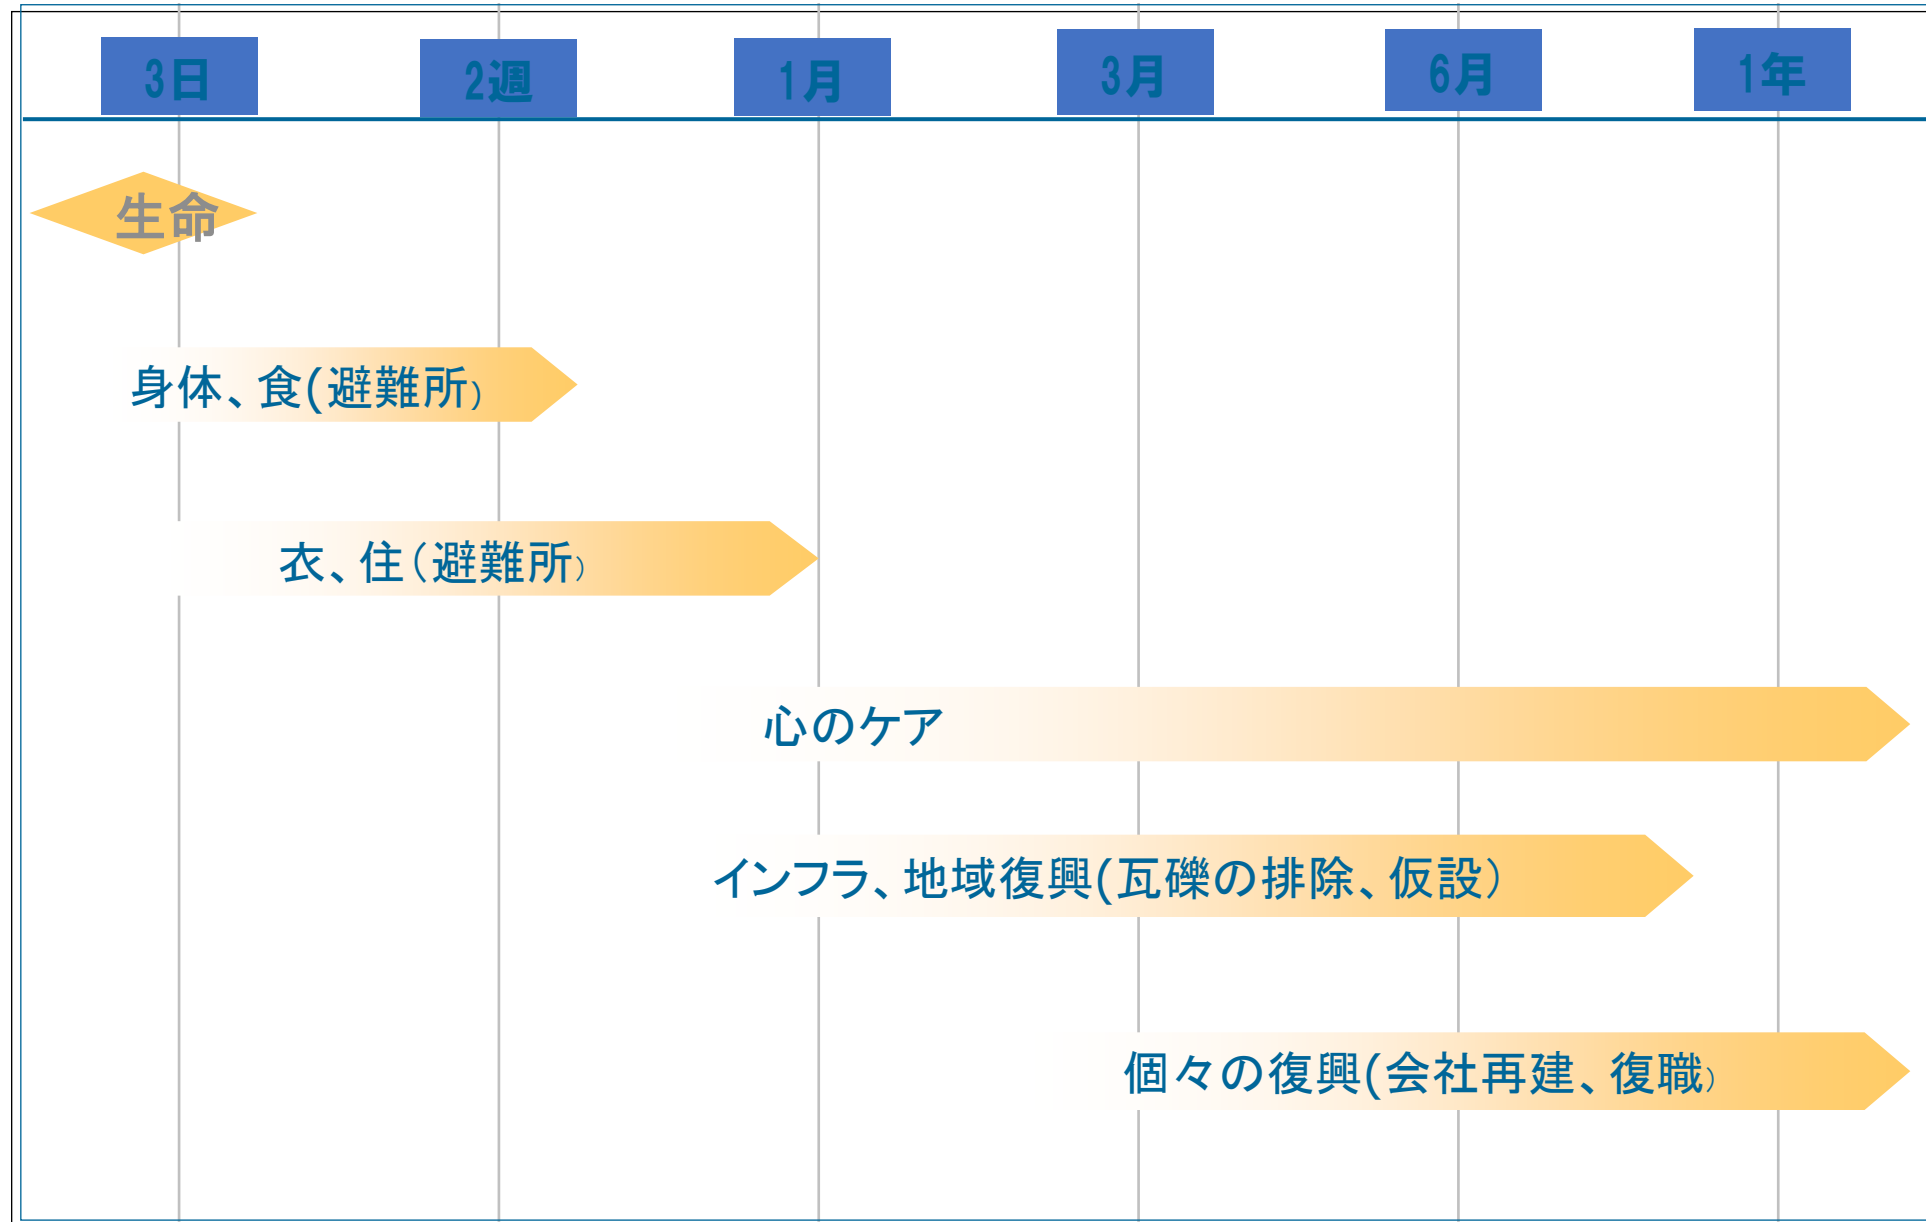 3日 2週 1月 3月 6月 1年
生命
身体、食(避難所)
衣、住（避難所）
心のケア
インフラ、地域復興(瓦礫の排除、仮設）
個々の復興(会社再建、復職）